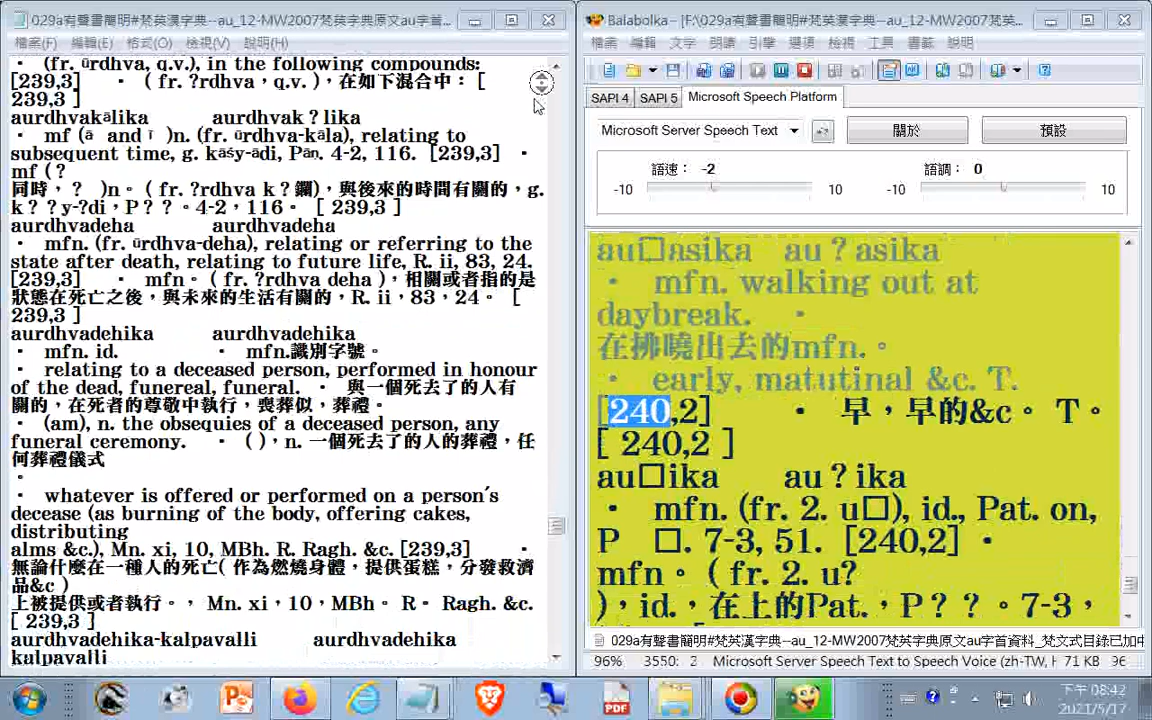 029a有聲書簡明#梵英漢字典--au_12-MW2007梵英字典原文au字首...
檔案(F) 編輯(E) 格式(O) 檢視(V) 說明(H)
• (fr. ūrdhva, q.v.), in the following compounds:
[239,3] • ( fr. ?rdhva，q.v. )，在如下混合中： [
239,3 ]
aurdhvakālika aurdhvak？lika
• mf (ā and ī )n. (fr. ūrdhva-kāla), relating to
subsequent time, g. kāśy-ādi, Pāṇ. 4-2, 116. [239,3] •
mf (？
同時，？ )n。( fr. ?rdhva k？鑭)，與後來的時間有關的，g.
k？？y-?di，P？？。4-2，116。 [ 239,3 ]
aurdhvadeha aurdhvadeha
• mfn. (fr. ūrdhva-deha), relating or referring to the
state after death, relating to future life, R. ii, 83, 24.
[239,3] • mfn。( fr. ?rdhva deha )，相關或者指的是
狀態在死亡之後，與未來的生活有關的，R. ii，83，24。 [
239,3 ]
aurdhvadehika aurdhvadehika
• mfn. id. • mfn.識別字號。
• relating to a deceased person, performed in honour
of the dead, funereal, funeral. • 與一個死去了的人有
關的，在死者的尊敬中執行，喪葬似，葬禮。
• (am), n. the obsequies of a deceased person, any
funeral ceremony. • ( )，n. 一個死去了的人的葬禮，任
何葬禮儀式
。
• whatever is offered or performed on a person's
decease (as burning of the body, offering cakes,
distributing
alms &c.), Mn. xi, 10, MBh. R. Ragh. &c. [239,3] •
無論什麼在一種人的死亡( 作為燃燒身體，提供蛋糕，分發救濟
品&c )
上被提供或者執行。， Mn. xi，10，MBh。 R。 Ragh. &c.
[ 239,3 ]
aurdhvadehika-kalpavalli aurdhvadehika
kalpavalli
Balabolka - [F:\029a有聲書簡明#梵英漢字典--au_12-MW2007梵英...
檔案 編輯 文字 朗讀 引擎 選項 檢視 工具 書籤 說明
SAPI 4 SAPI 5 Microsoft Speech Platform
Microsoft Server Speech Text 關於 預設
語速： -2 語調： 0
-10 10 -10 10
au□asika au？asika
• mfn. walking out at
daybreak. •
在拂曉出去的mfn.。
• early, matutinal &c. T.
[240,2] • 早，早的&c。T。
[ 240,2 ]
au□ika au？ika
• mfn. (fr. 2. u□), id., Pat. on,
P □. 7-3, 51. [240,2] •
mfn。( fr. 2. u?
)，id.，在上的Pat.，P？？。7-3，
029a有聲書簡明#梵英漢字典--au_12-MW2007梵英字典原文au字首資料_梵文式目錄已加中
96% 3550: 2 Microsoft Server Speech Text to Speech Voice (zh-TW, H 71 KB 96
下午 08:42
2021/5/17